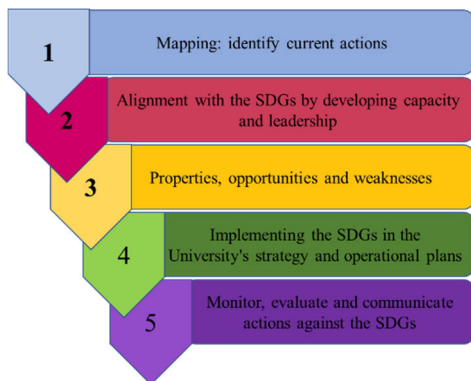 1
Mapping: identify current actions
2
Alignment with the SDGs by developing capacity
and leadership
3
Properties, opportunities and weaknesses
4
Implementing the SDGs in the
University's strategy and operational plans
5
Monitor, evaluate and communicate
actions against the SDGs